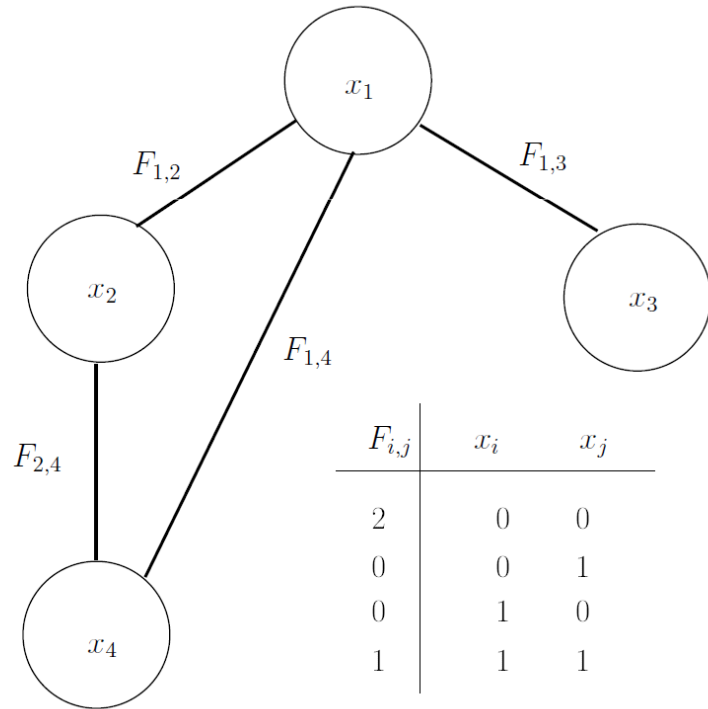 x₁
F₁,₂
F₁,₃
x₂
x₃
F₁,₄
F₂,₄
x₄
Fᵢ,ⱼ xᵢ xⱼ
2 0 0
0 0 1
0 1 0
1 1 1